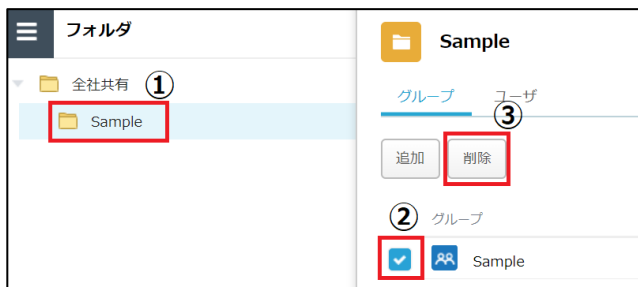 フォルダ
全社共有 ①
Sample
Sample
グループ ユーザ
③
追加 削除
② グループ
Sample